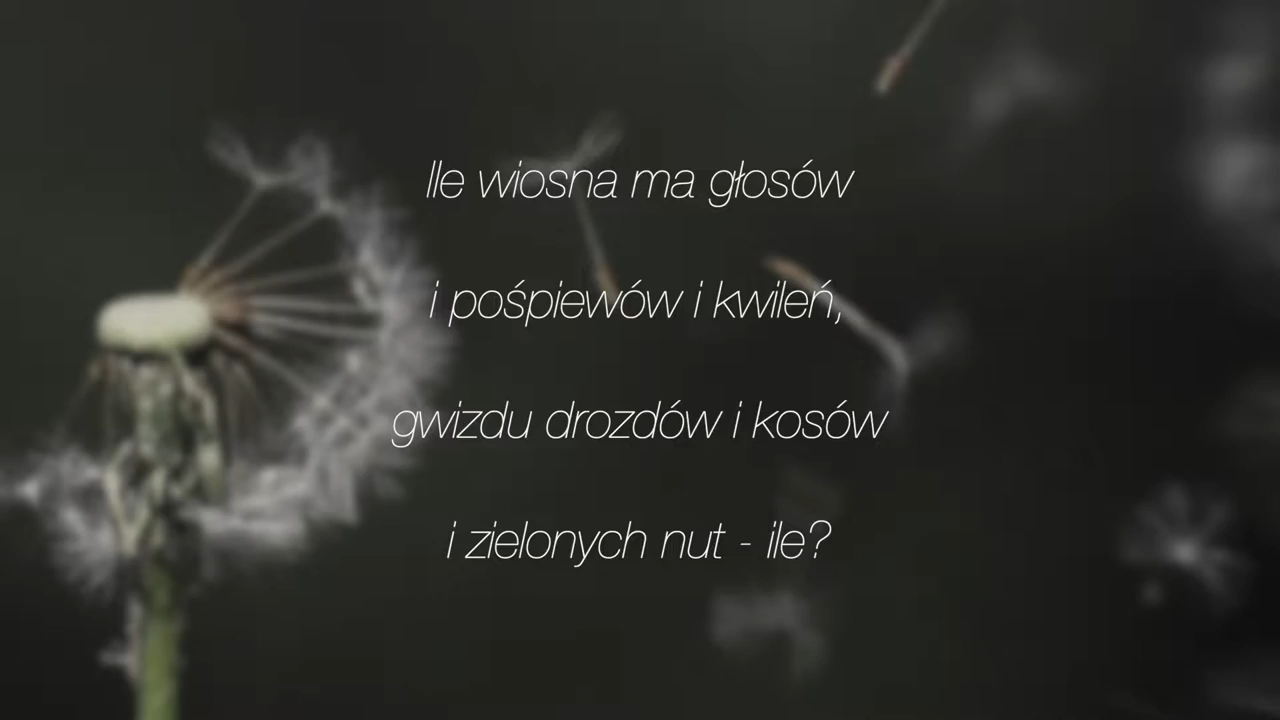 Ile wiosna ma głosów
i pośpiewów i kwileń,
gwizdu drozdów i kosów
i zielonych nut - ile?